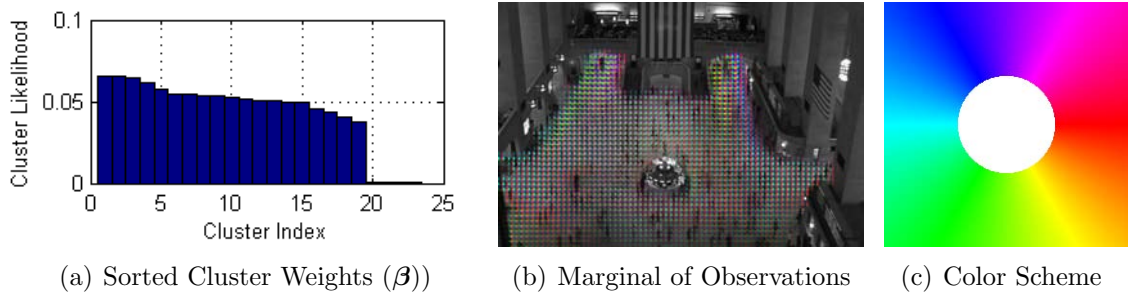 0.1
0.05
0
Cluster Likelihood
0 5 10 15 20 25
Cluster Index
(a) Sorted Cluster Weights (β))
(b) Marginal of Observations
(c) Color Scheme